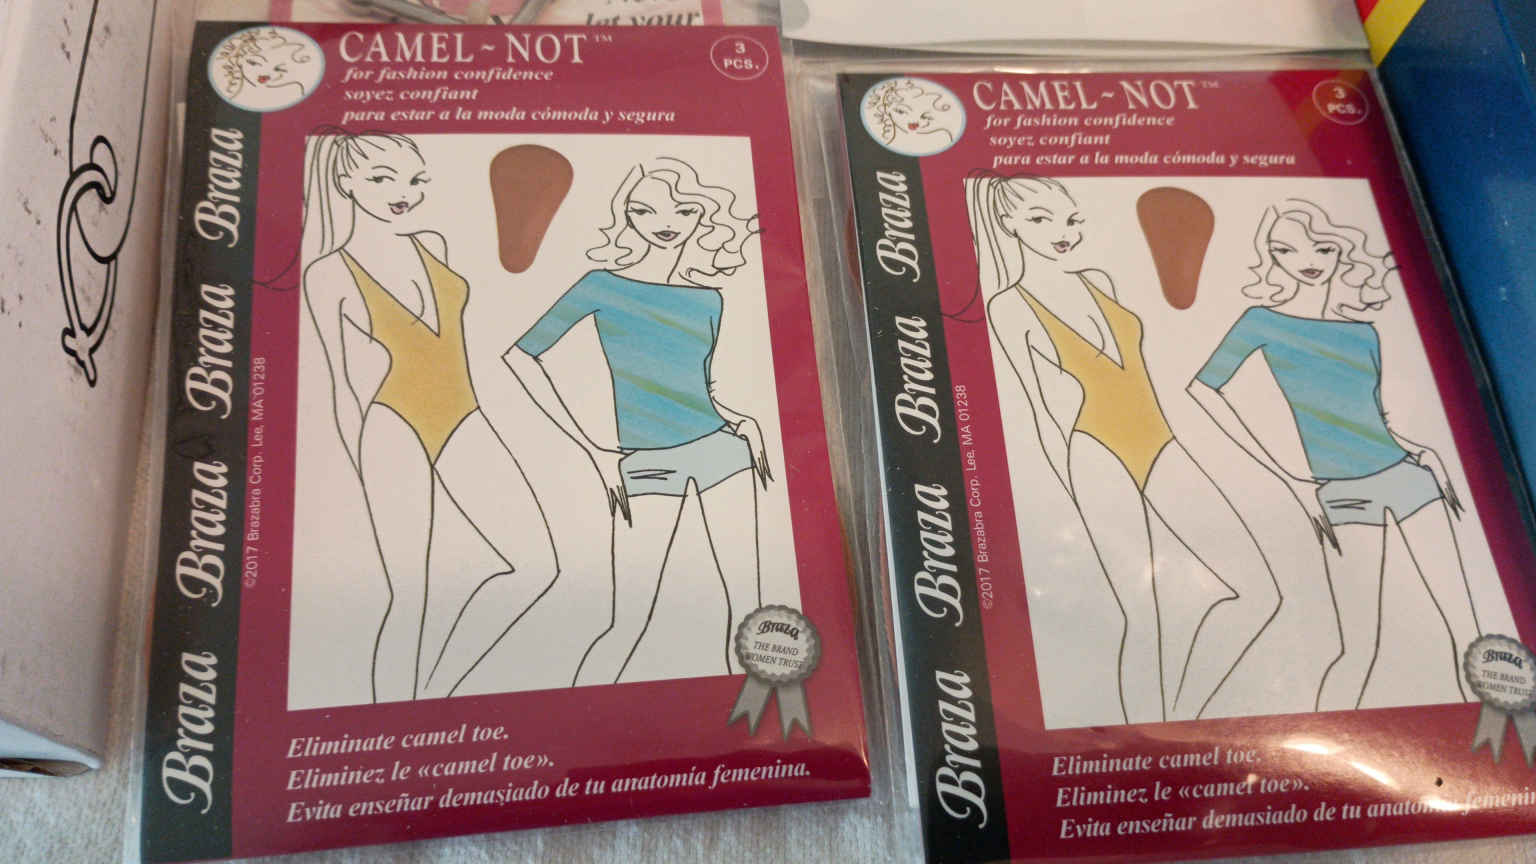 let your
CAMEL~NOT™
for fashion confidence
soyez confiant
para estar a la moda cómoda y segura
3
PCS.
Braza
Braza
Braza
Braza
©2017 Brazabra Corp. Lee, MA 01238
Braza
THE BRAND
WOMEN TRUST
Eliminate camel toe.
Eliminez le «camel toe».
Evita enseñar demasiado de tu anatomía femenina.
CAMEL~NOT™
for fashion confidence
soyez confiant
para estar a la moda cómoda y segura
3
PCS.
Braza
Braza
Braza
Braza
©2017 Brazabra Corp. Lee, MA 01238
Braza
THE BRAND
WOMEN TRUST
Eliminate camel toe.
Eliminez le «camel toe».
Evita enseñar demasiado de tu anatomía